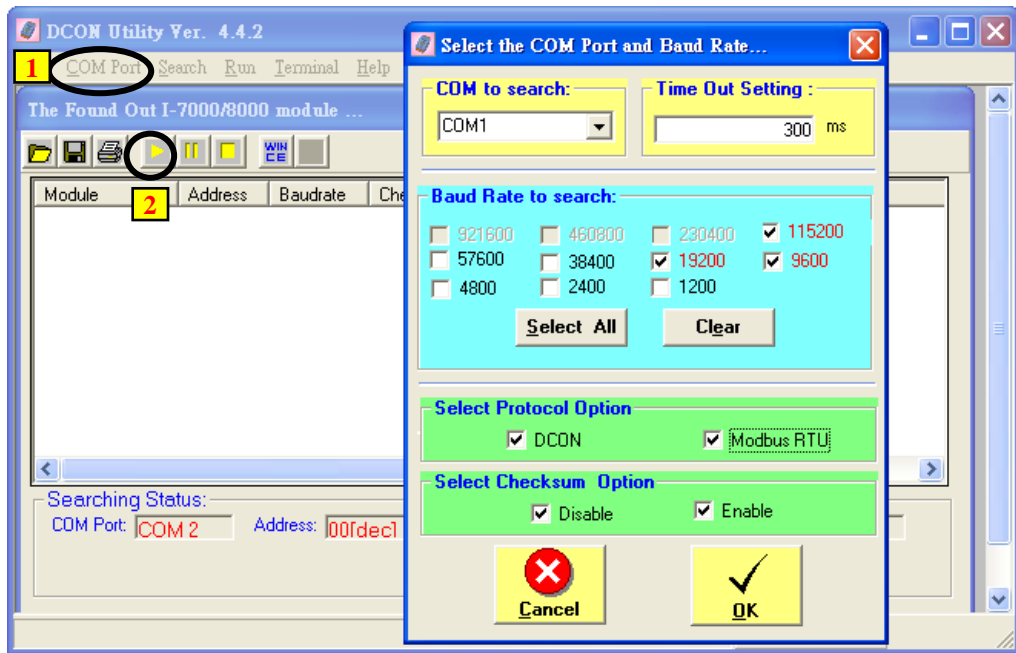 DCON Utility Ver. 4.4.2
1
COM Port Search Run Terminal Help
The Found Out I-7000/8000 module ...
WIN CE
2
Module Address Baudrate Che
Searching Status:
COM Port: COM 2 Address: 00[dec]
Select the COM Port and Baud Rate...
COM to search:
COM1
Time Out Setting :
300 ms
Baud Rate to search:
921600 460800 230400 115200
57600 38400 19200 9600
4800 2400 1200
Select All Clear
Select Protocol Option
DCON Modbus RTU
Select Checksum Option
Disable Enable
Cancel OK